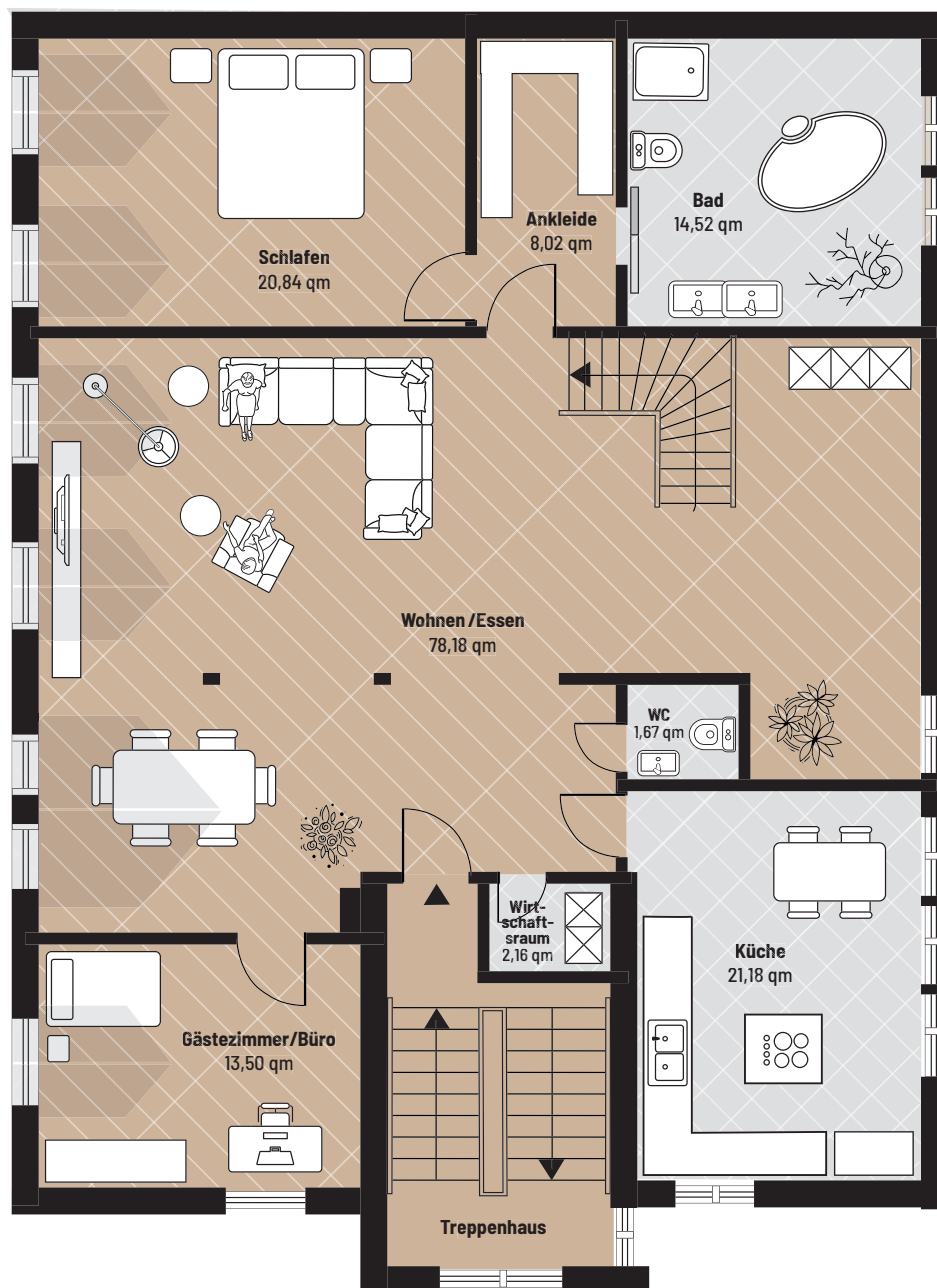 Schlafen
20,84 qm
Ankleide
8,02 qm
Bad
14,52 qm
Wohnen/Essen
78,18 qm
WC
1,67 qm
Wirt-
schaft-
sraum
2,16 qm
Küche
21,18 qm
Gästezimmer/Büro
13,50 qm
Treppenhaus